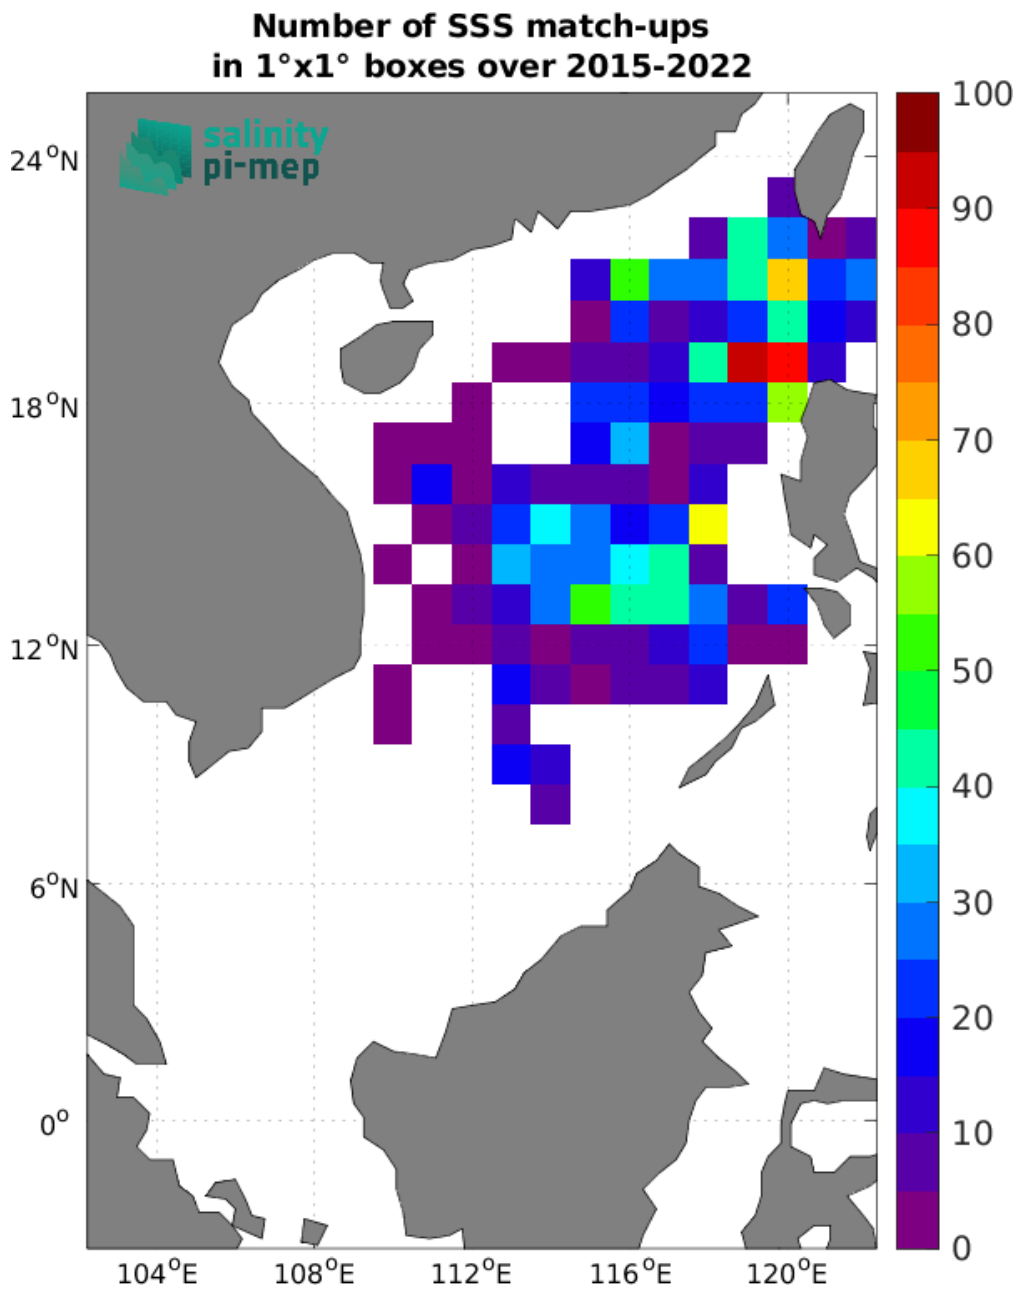 Number of SSS match-ups
in 1°x1° boxes over 2015-2022
salinity
pi-mep
24°N
18°N
12°N
6°N
0°
104°E 108°E 112°E 116°E 120°E
100
90
80
70
60
50
40
30
20
10
0